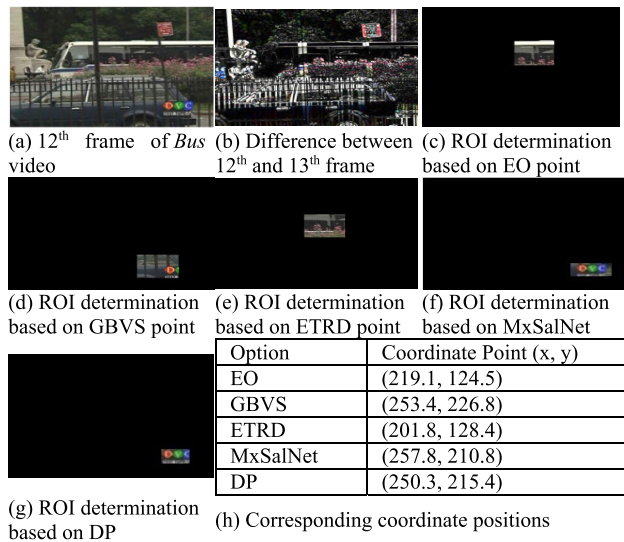 D V C
(a) 12th frame of Bus
video
(b) Difference between
12th and 13th frame
(c) ROI determination
based on EO point
D
(d) ROI determination
based on GBVS point
(e) ROI determination
based on ETRD point
D V C
(f) ROI determination
based on MxSalNet
D V C
(g) ROI determination
based on DP
Option Coordinate Point (x, y)
EO (219.1, 124.5)
GBVS (253.4, 226.8)
ETRD (201.8, 128.4)
MxSalNet (257.8, 210.8)
DP (250.3, 215.4)
(h) Corresponding coordinate positions